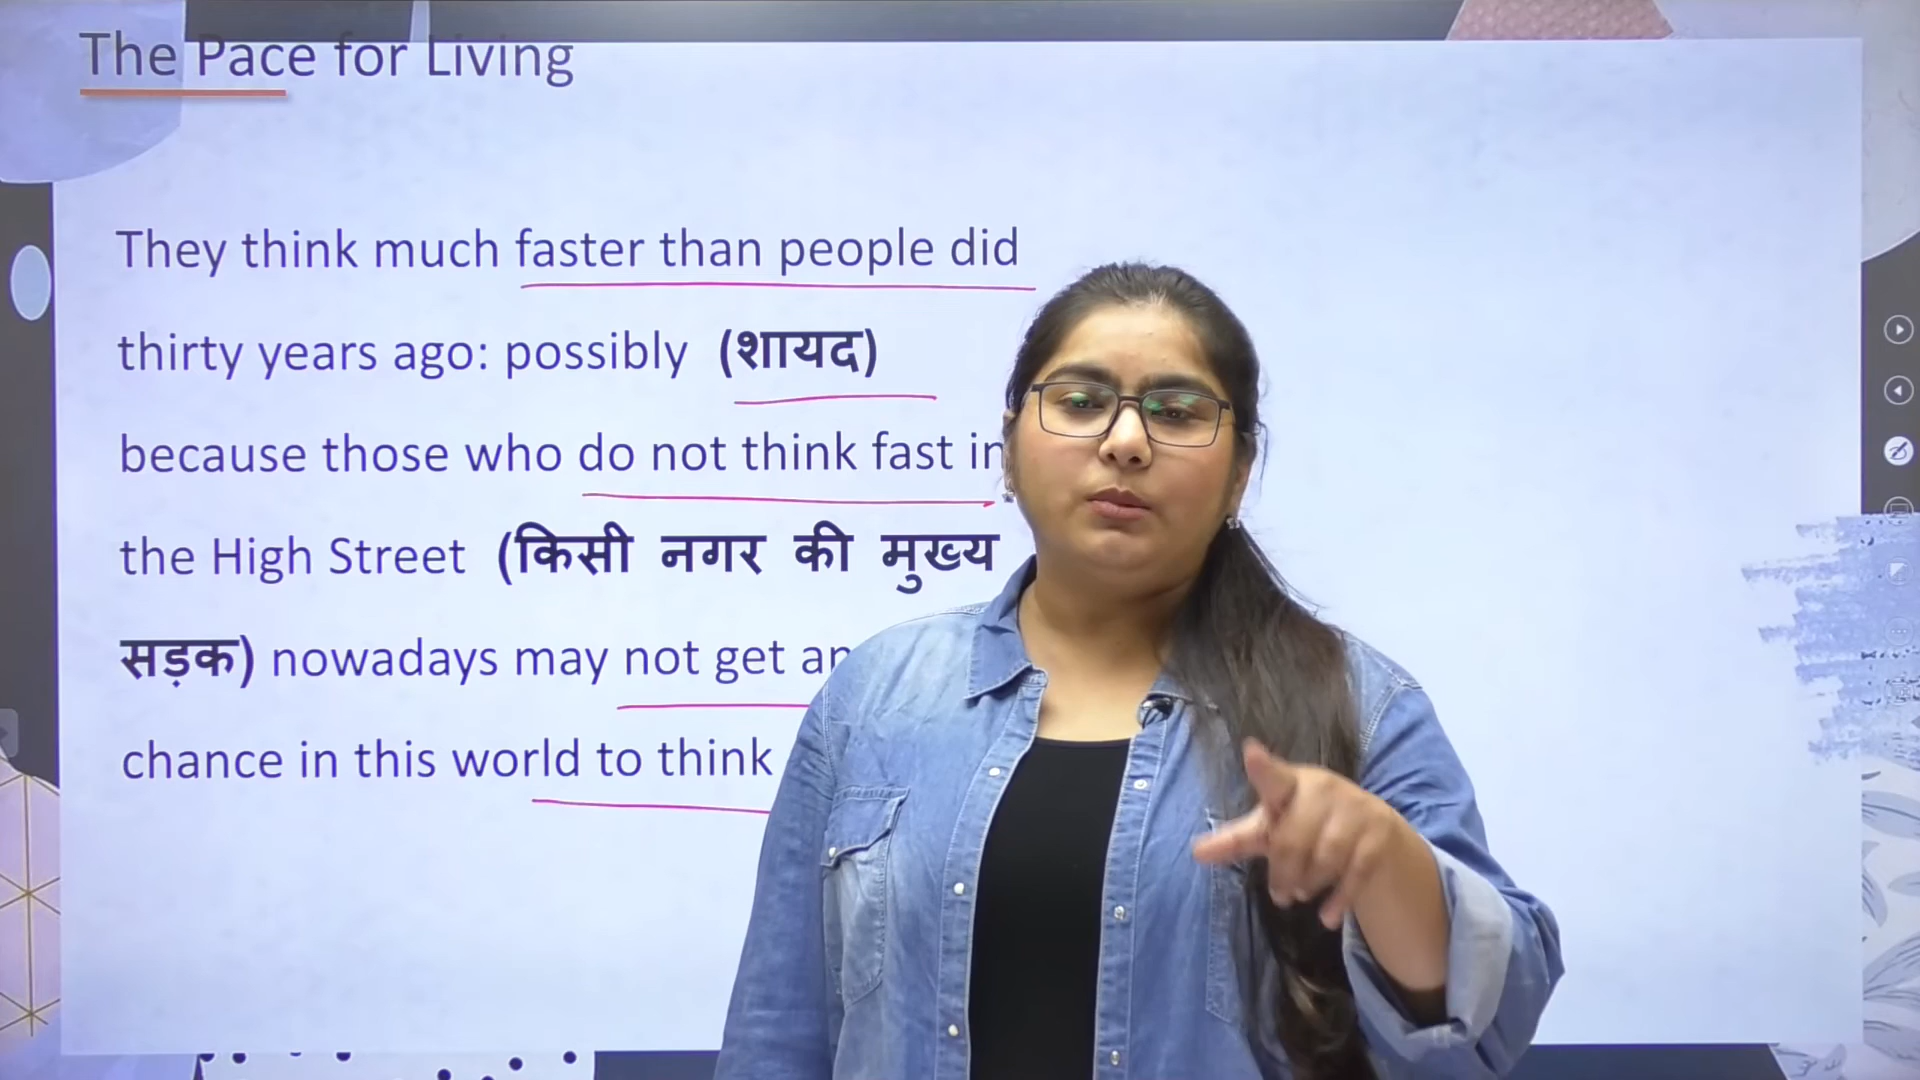 The Pace for Living
They think much faster than people did
thirty years ago: possibly (शायद)
because those who do not think fast in
the High Street (किसी नगर की मुख्य
सड़क) nowadays may not get
chance in this world to think